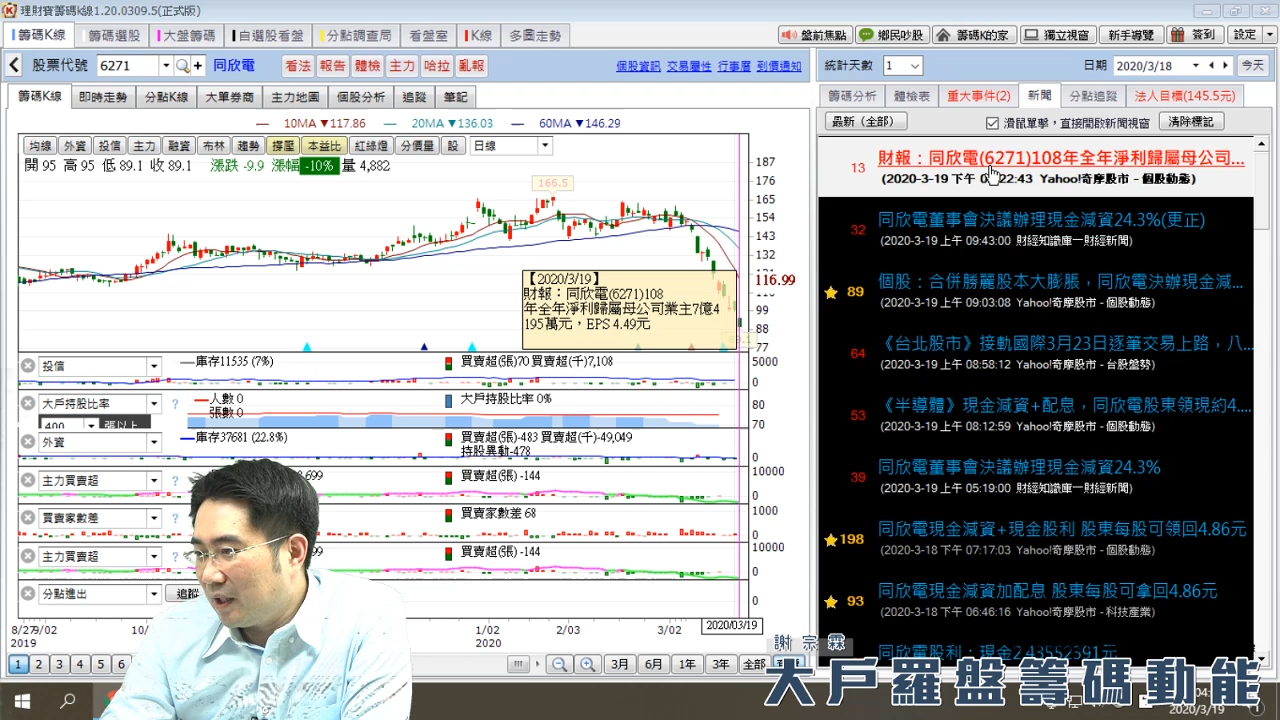 理財寶籌碼k線1.20.0309.5(正式版)
籌碼K線 籌碼選股 大盤籌碼 自選股看盤 分點調查局 看盤室 K線 多圖走勢
盤前焦點 鄉民吵股 籌碼K的家 獨立視窗 新手導覽 簽到 設定
股票代號 6271 同欣電 看法 報告 體檢 主力 哈拉 亂報
個股資訊 交易屬性 行事曆 到價通知
統計天數 1 日期 2020/3/18 今天
籌碼K線 即時走勢 分點K線 大單券商 主力地圖 個股分析 追蹤 筆記
籌碼分析 體檢表 重大事件(2) 新聞 分點追蹤 法人目標(145.5元)
10MA ▼117.86 20MA ▼136.03 60MA ▼146.29
最新 (全部) 滑鼠單擊,直接開啟新聞視窗 清除標記
均線 外資 投信 主力 融資 布林 趨勢 撐壓 本益比 紅綠燈 分價量 股 日線
開 95 高 95 低 89.1 收 89.1 漲跌 -9.9 漲幅 -10% 量 4,882
187
176
165
154
143
132
116.99
99
88
77
166.5
【2020/3/19】
財報:同欣電(6271)108
年全年淨利歸屬母公司業主7億4
195萬元,EPS 4.49元
投信 庫存11535 (7%) 買賣超(張)70 買賣超(千)7,108 5000
0
大戶持股比率 ? 人數 0 大戶持股比率 0% 80
400 張以上 張數 0 70
外資 庫存37681 (22.8%) 買賣超(張)-483 買賣超(千)-49,049
持股異動-478 0
主力買賣超 ? 買賣超(張) -144 10000
0
買賣家數差 ? 買賣家數差 68 1000
0
主力買賣超 ? 買賣超(張) -144 10000
0
分點進出 0
8/27 9/02 10/ 1/02 2/03 3/02 2020/03/19
2019 2020
1 2 3 4 5 6 3月 6月 1年 3年 全部
13 財報:同欣電(6271)108年全年淨利歸屬母公司...
Yahoo!奇摩股市 - 個股動態)
32 同欣電董事會決議辦理現金減資24.3%(更正)
(2020-3-19 上午 09:43:00 財經知識庫—財經新聞)
89 個股:合併勝麗股本大膨脹,同欣電決辦現金減...
(2020-3-19 上午 09:03:08 Yahoo!奇摩股市 - 個股動態)
64 《台北股市》接軌國際3月23日逐筆交易上路,八...
(2020-3-19 上午 08:58:12 Yahoo!奇摩股市 - 台股盤勢)
53 《半導體》現金減資+配息,同欣電股東領現約4....
(2020-3-19 上午 08:12:59 Yahoo!奇摩股市 - 個股動態)
39 同欣電董事會決議辦理現金減資24.3%
(2020-3-19 上午 05:19:00 財經知識庫—財經新聞)
198 同欣電現金減資+現金股利 股東每股可領回4.86元
(2020-3-18 下午 07:17:03 Yahoo!奇摩股市 - 個股動態)
93 同欣電現金減資加配息 股東每股可拿回4.86元
(2020-3-18 下午 06:46:16 Yahoo!奇摩股市 - 科技產業)
同欣電股利:現金2.43552391元
謝宗霖
大戶羅盤籌碼動能
2020/3/19